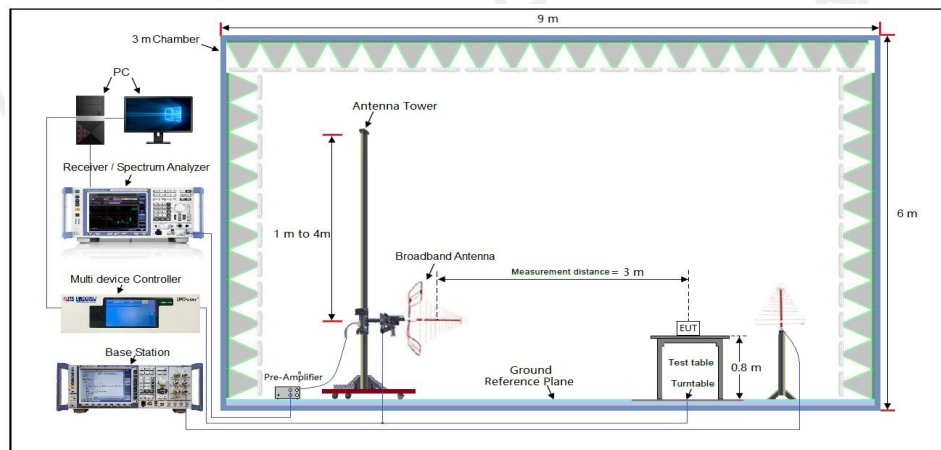 9 m
3 m Chamber
PC
Antenna Tower
Receiver / Spectrum Analyzer
6 m
1 m to 4m
Broadband Antenna
Measurement distance = 3 m
Multi device Controller
EUT
Base Station
Test table
0.8 m
Ground
Reference Plane
Pre-Amplifier
Turntable